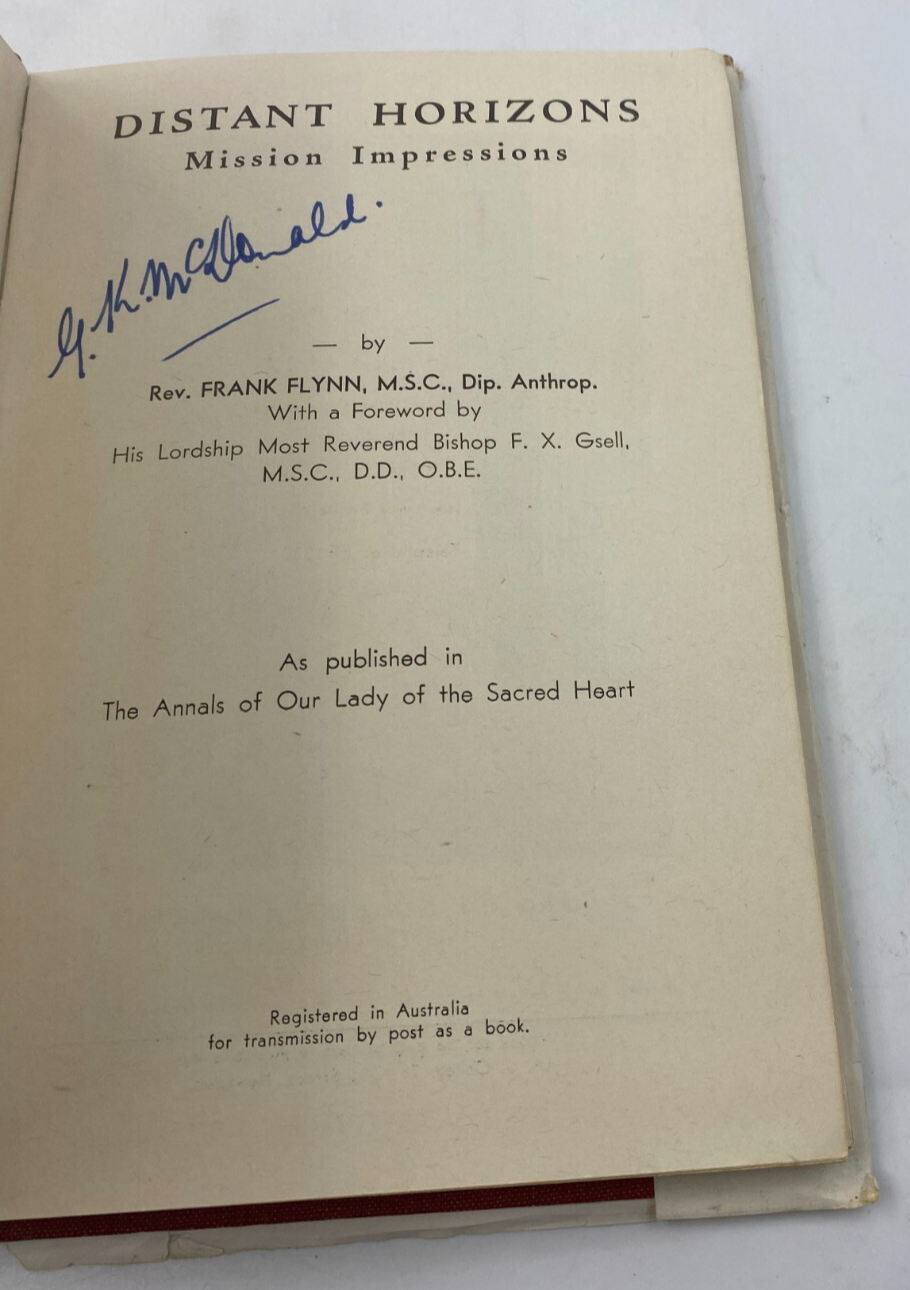 DISTANT HORIZONS
Mission Impressions
G. K. McDonald.
— by —
Rev. FRANK FLYNN, M.S.C., Dip. Anthrop.
With a Foreword by
His Lordship Most Reverend Bishop F. X. Gsell,
M.S.C., D.D., O.B.E.
As published in
The Annals of Our Lady of the Sacred Heart
Registered in Australia
for transmission by post as a book.